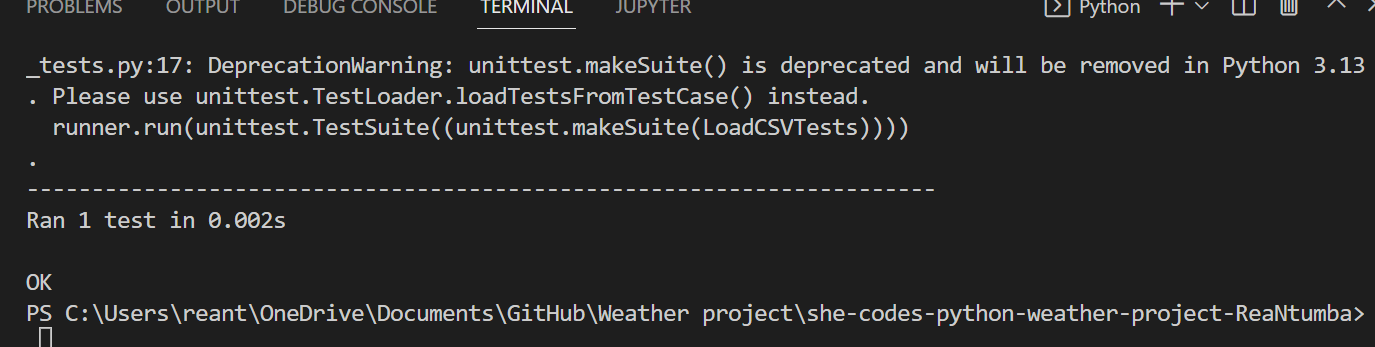 PROBLEMS OUTPUT DEBUG CONSOLE TERMINAL JUPYTER Python
_tests.py:17: DeprecationWarning: unittest.makeSuite() is deprecated and will be removed in Python 3.13
. Please use unittest.TestLoader.loadTestsFromTestCase() instead.
runner.run(unittest.TestSuite((unittest.makeSuite(LoadCSVTests))))
.
----------------------------------------------------------------------
Ran 1 test in 0.002s
OK
PS C:\Users\reant\OneDrive\Documents\GitHub\Weather project\she-codes-python-weather-project-ReaNtumba>